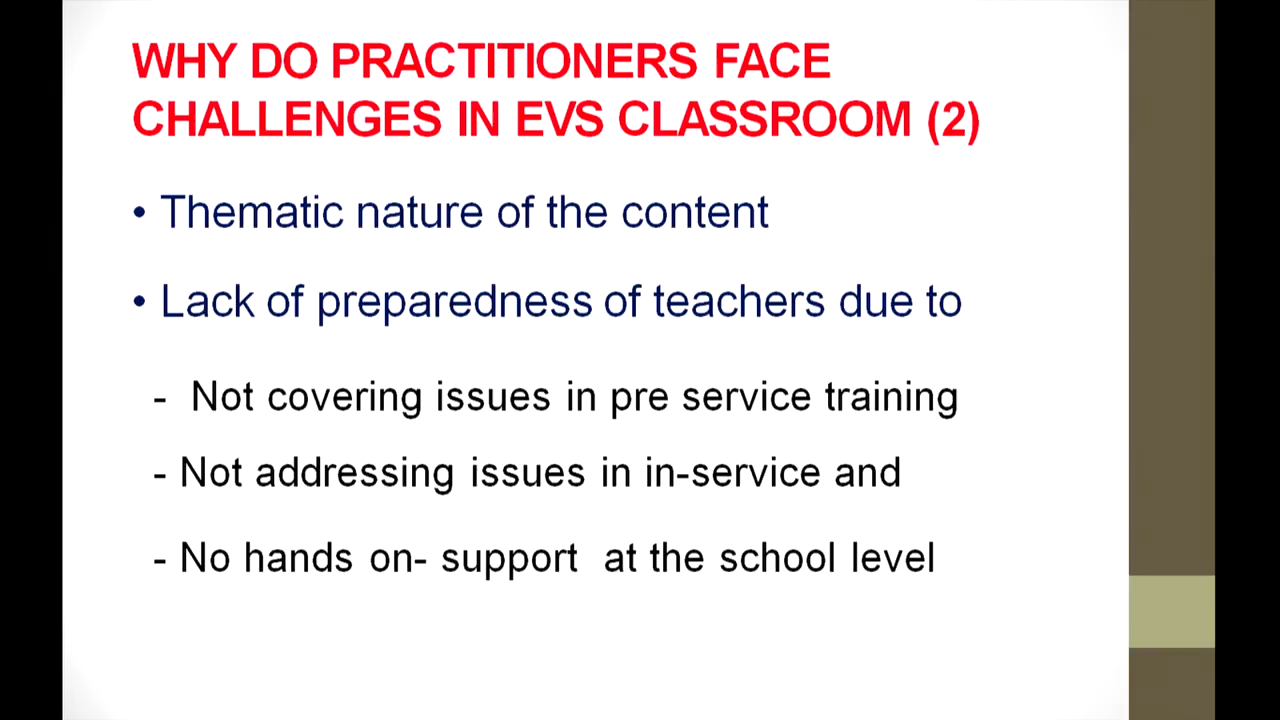 WHY DO PRACTITIONERS FACE
CHALLENGES IN EVS CLASSROOM (2)
• Thematic nature of the content
• Lack of preparedness of teachers due to
- Not covering issues in pre service training
- Not addressing issues in in-service and
- No hands on- support at the school level